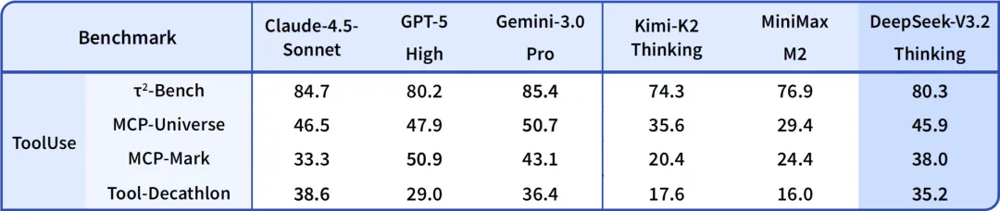 Benchmark Claude-4.5-Sonnet GPT-5 High Gemini-3.0 Pro Kimi-K2 Thinking MiniMax M2 DeepSeek-V3.2 Thinking
ToolUse
τ²-Bench 84.7 80.2 85.4 74.3 76.9 80.3
MCP-Universe 46.5 47.9 50.7 35.6 29.4 45.9
MCP-Mark 33.3 50.9 43.1 20.4 24.4 38.0
Tool-Decathlon 38.6 29.0 36.4 17.6 16.0 35.2